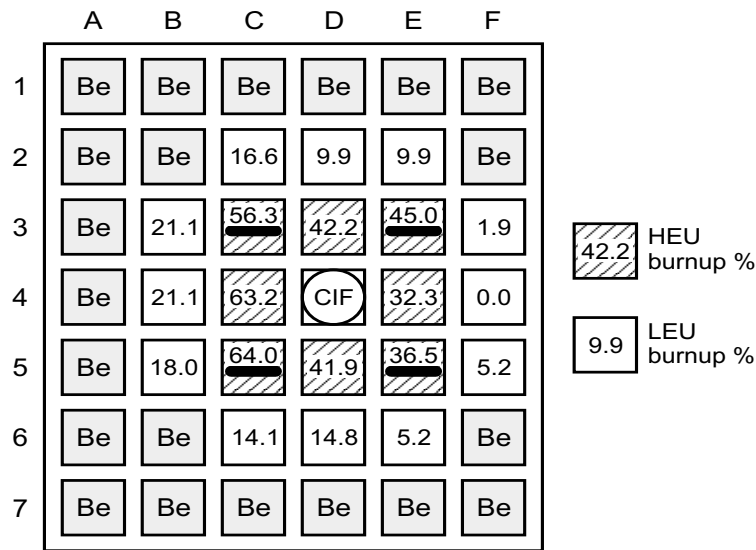 A B C D E F
1 Be Be Be Be Be Be
2 Be Be 16.6 9.9 9.9 Be
3 Be 21.1 56.3 42.2 45.0 1.9
4 Be 21.1 63.2 CIF 32.3 0.0
5 Be 18.0 64.0 41.9 36.5 5.2
6 Be Be 14.1 14.8 5.2 Be
7 Be Be Be Be Be Be
42.2 HEU
burnup %
9.9 LEU
burnup %